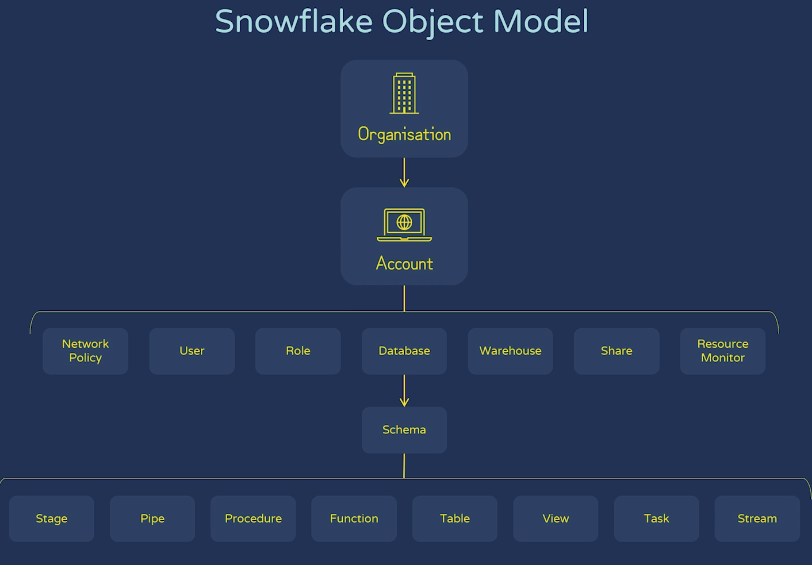 Snowflake Object Model
Organisation
Account
Network
Policy
User
Role
Database
Warehouse
Share
Resource
Monitor
Schema
Stage
Pipe
Procedure
Function
Table
View
Task
Stream